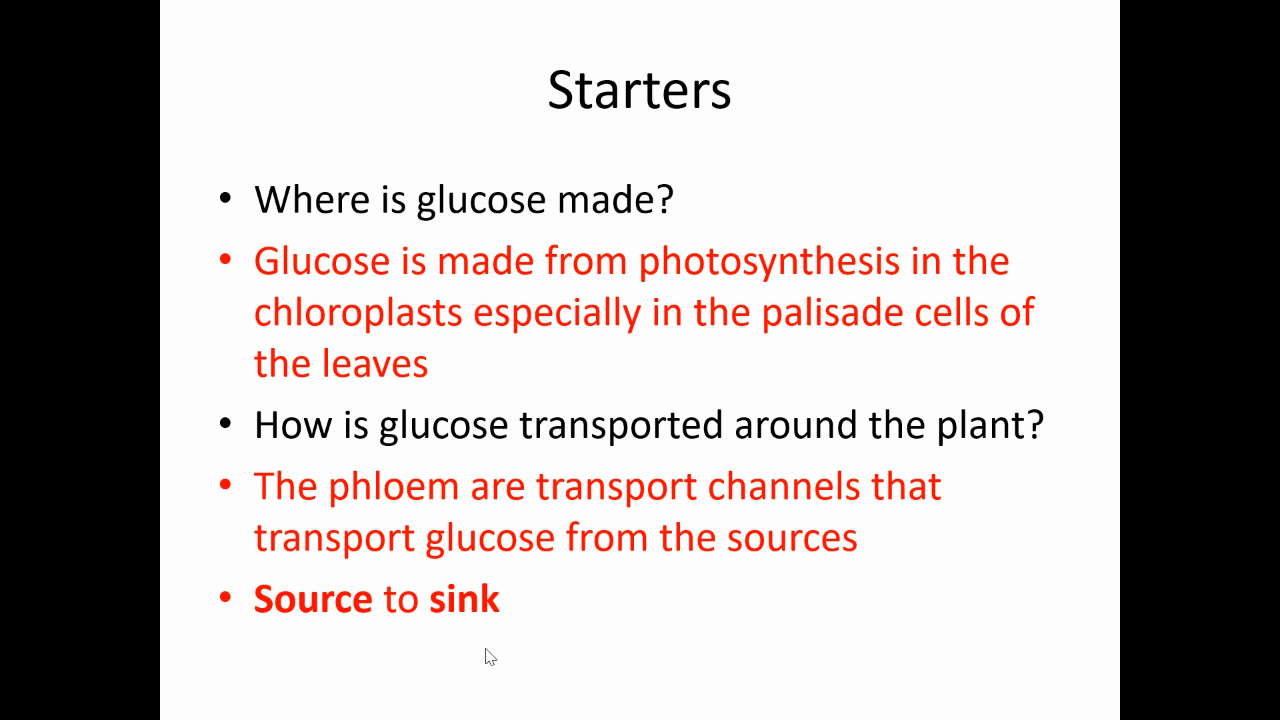 Starters
• Where is glucose made?
• Glucose is made from photosynthesis in the
chloroplasts especially in the palisade cells of
the leaves
• How is glucose transported around the plant?
• The phloem are transport channels that
transport glucose from the sources
• Source to sink